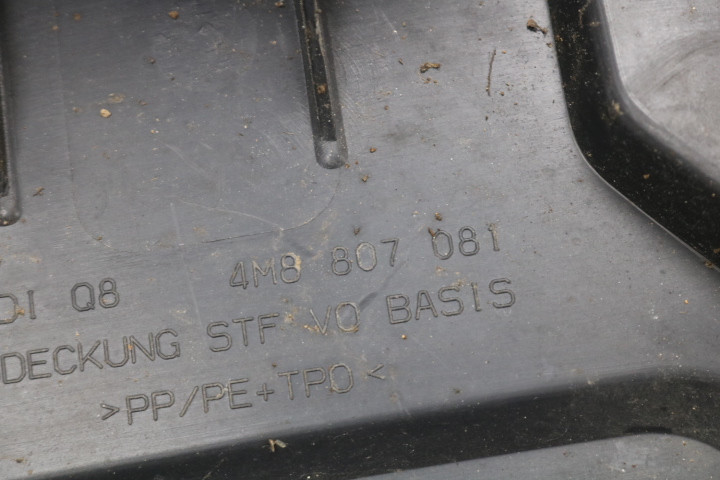 DI Q8 4M8 807 081
DECKUNG STF VO BASIS
>PP/PE+TPO<